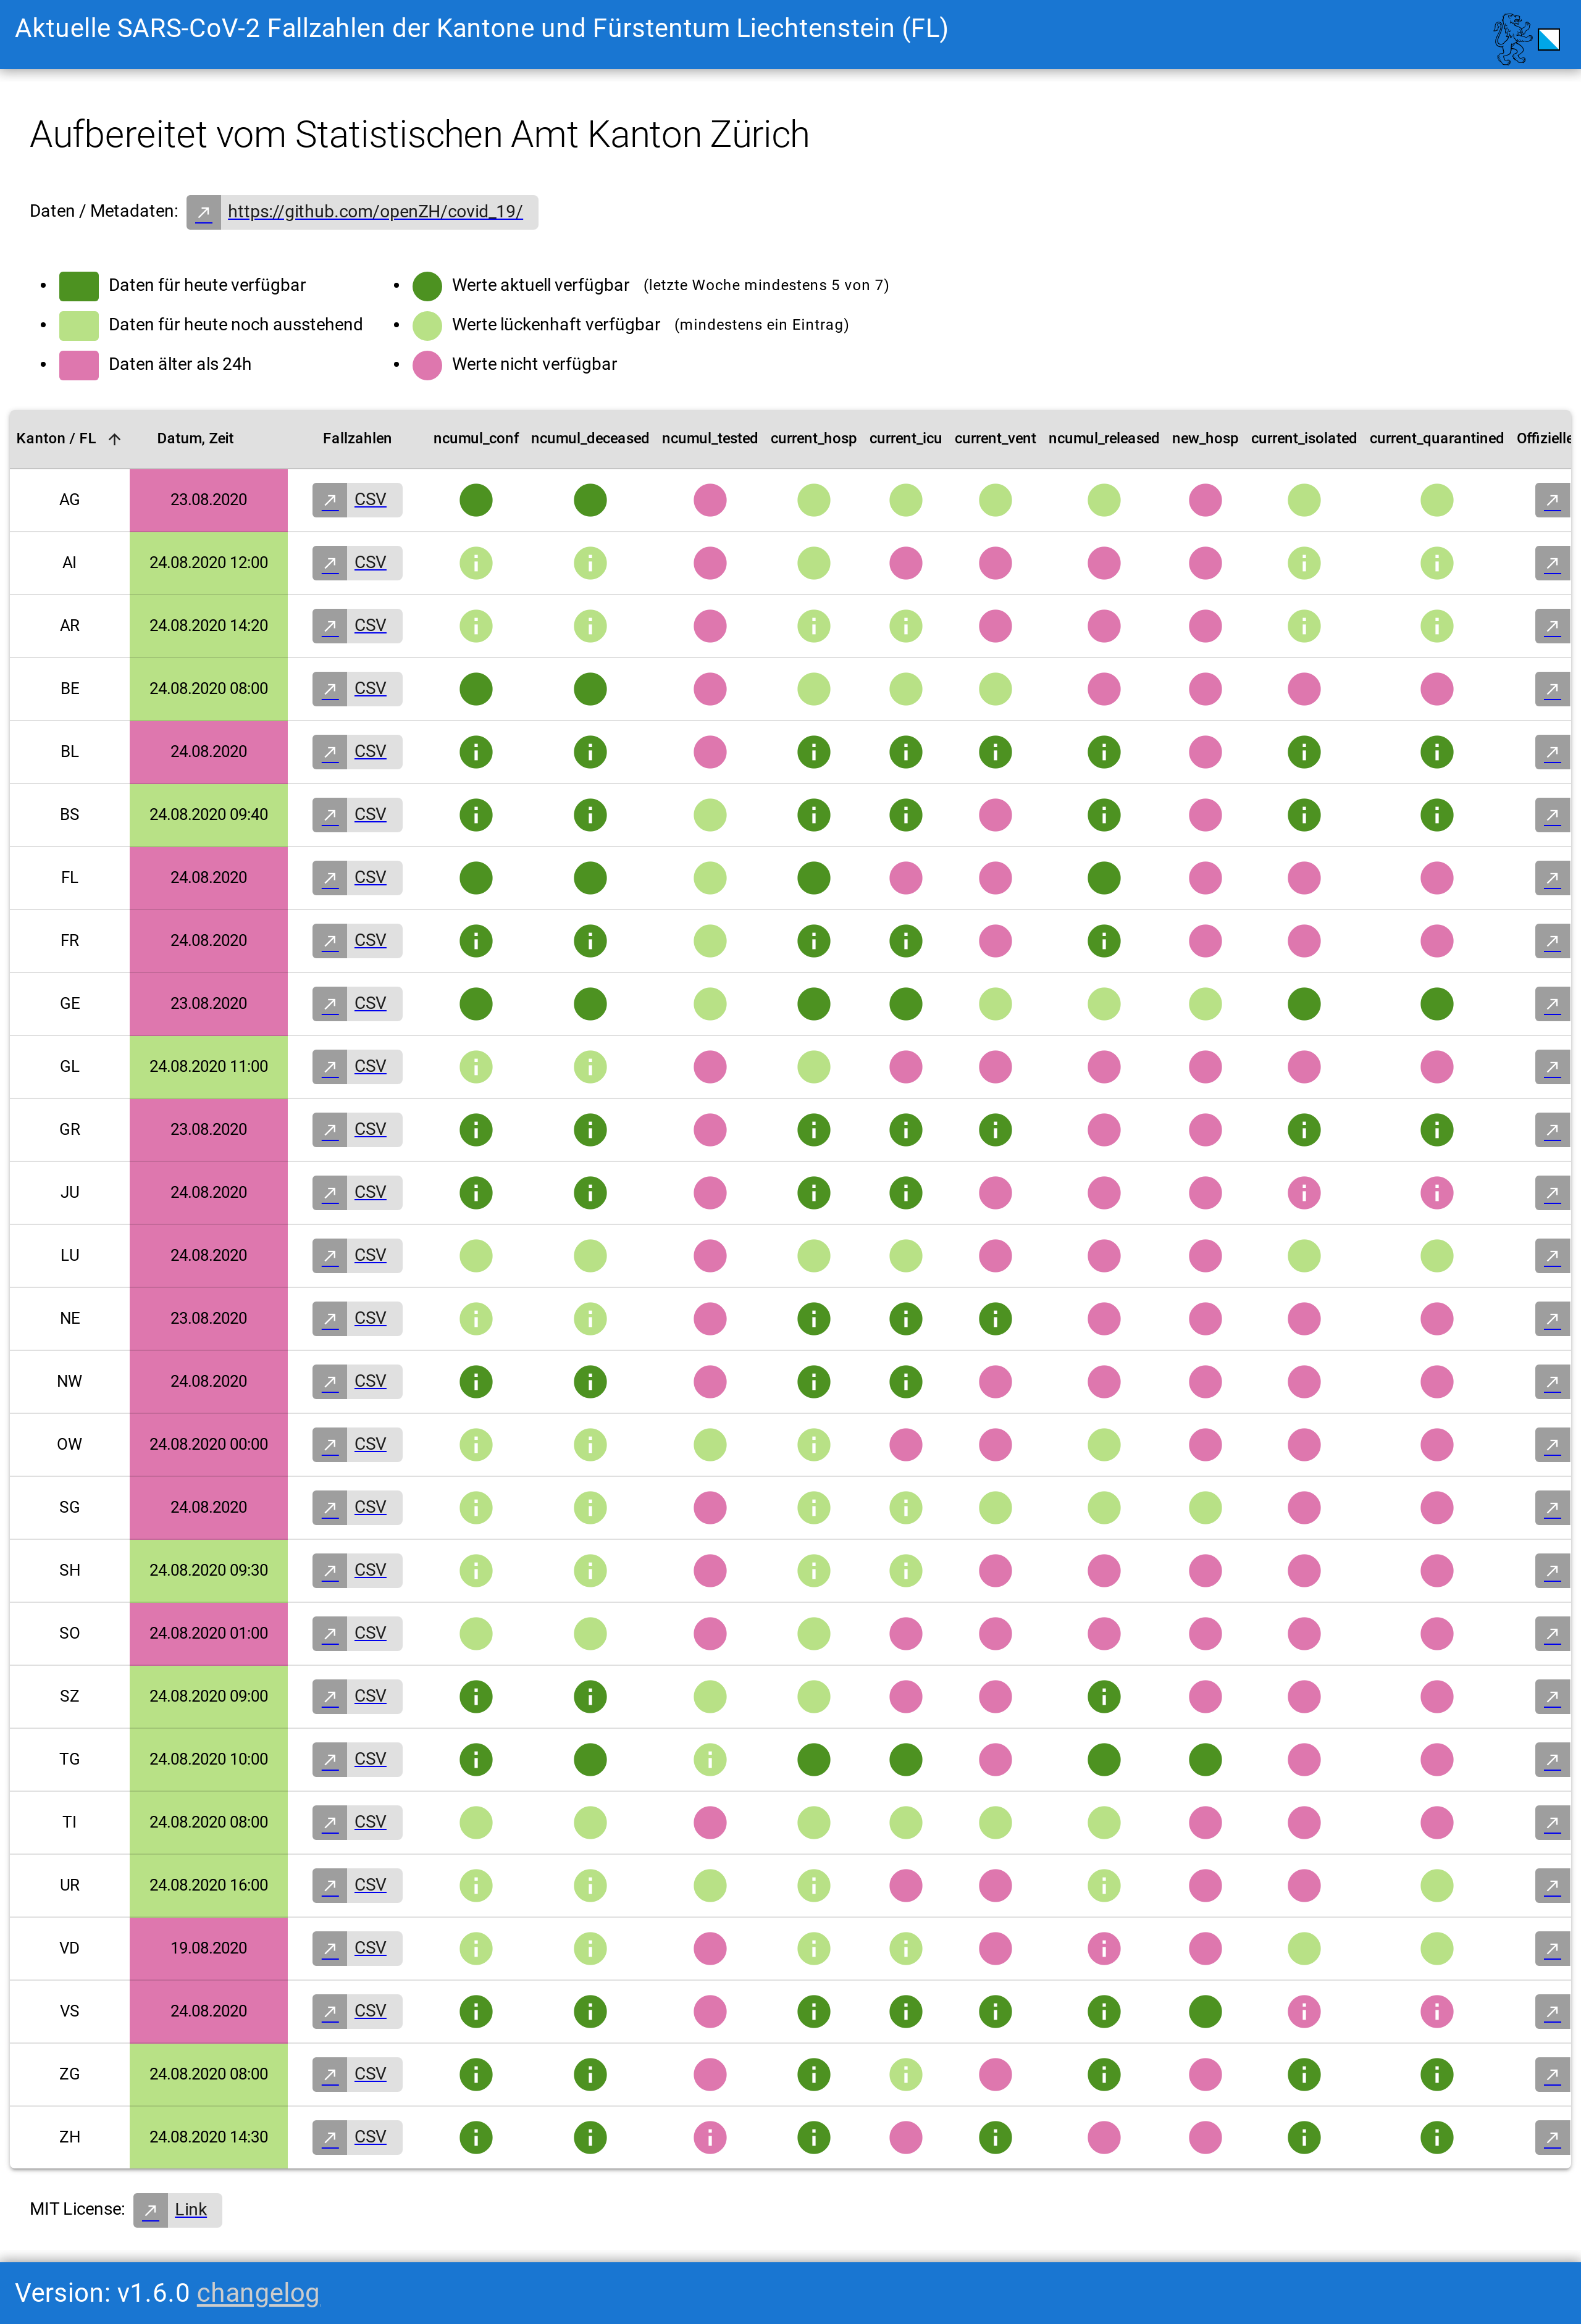 Aktuelle SARS-CoV-2 Fallzahlen der Kantone und Fürstentum Liechtenstein (FL)
Aufbereitet vom Statistischen Amt Kanton Zürich
Daten / Metadaten: https://github.com/openZH/covid_19/
Daten für heute verfügbar
Daten für heute noch ausstehend
Daten älter als 24h
Werte aktuell verfügbar (letzte Woche mindestens 5 von 7)
Werte lückenhaft verfügbar (mindestens ein Eintrag)
Werte nicht verfügbar
Kanton / FL Datum, Zeit Fallzahlen ncumul_conf ncumul_deceased ncumul_tested current_hosp current_icu current_vent ncumul_released new_hosp current_isolated current_quarantined Offizielle
AG 23.08.2020 CSV
AI 24.08.2020 12:00 CSV
AR 24.08.2020 14:20 CSV
BE 24.08.2020 08:00 CSV
BL 24.08.2020 CSV
BS 24.08.2020 09:40 CSV
FL 24.08.2020 CSV
FR 24.08.2020 CSV
GE 23.08.2020 CSV
GL 24.08.2020 11:00 CSV
GR 23.08.2020 CSV
JU 24.08.2020 CSV
LU 24.08.2020 CSV
NE 23.08.2020 CSV
NW 24.08.2020 CSV
OW 24.08.2020 00:00 CSV
SG 24.08.2020 CSV
SH 24.08.2020 09:30 CSV
SO 24.08.2020 01:00 CSV
SZ 24.08.2020 09:00 CSV
TG 24.08.2020 10:00 CSV
TI 24.08.2020 08:00 CSV
UR 24.08.2020 16:00 CSV
VD 19.08.2020 CSV
VS 24.08.2020 CSV
ZG 24.08.2020 08:00 CSV
ZH 24.08.2020 14:30 CSV
MIT License: Link
Version: v1.6.0 changelog